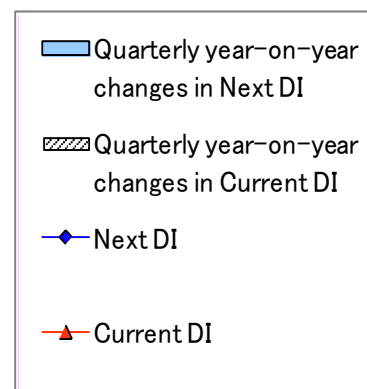 Quarterly year-on-year
changes in Next DI
Quarterly year-on-year
changes in Current DI
Next DI
Current DI